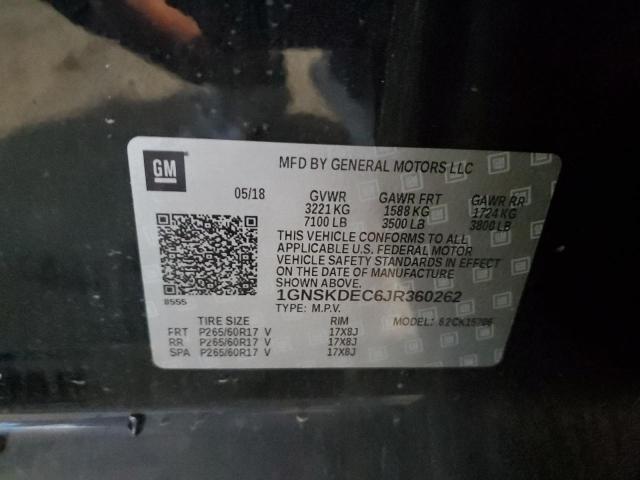 GM
MFD BY GENERAL MOTORS LLC
05/18 GVWR GAWR FRT GAWR RR
3221 KG 1588 KG 1724 KG
7100 LB 3500 LB 3800 LB
THIS VEHICLE CONFORMS TO ALL
APPLICABLE U.S. FEDERAL MOTOR
VEHICLE SAFETY STANDARDS IN EFFECT
ON THE DATE OF MANUFACTURE
SHOWN ABOVE.
1GNSKDEC6JR360262
8555
TYPE: M.P.V.
TIRE SIZE RIM MODEL:
FRT P265/60R17 V 17X8J
RR P265/60R17 V 17X8J
SPA P265/60R17 V 17X8J